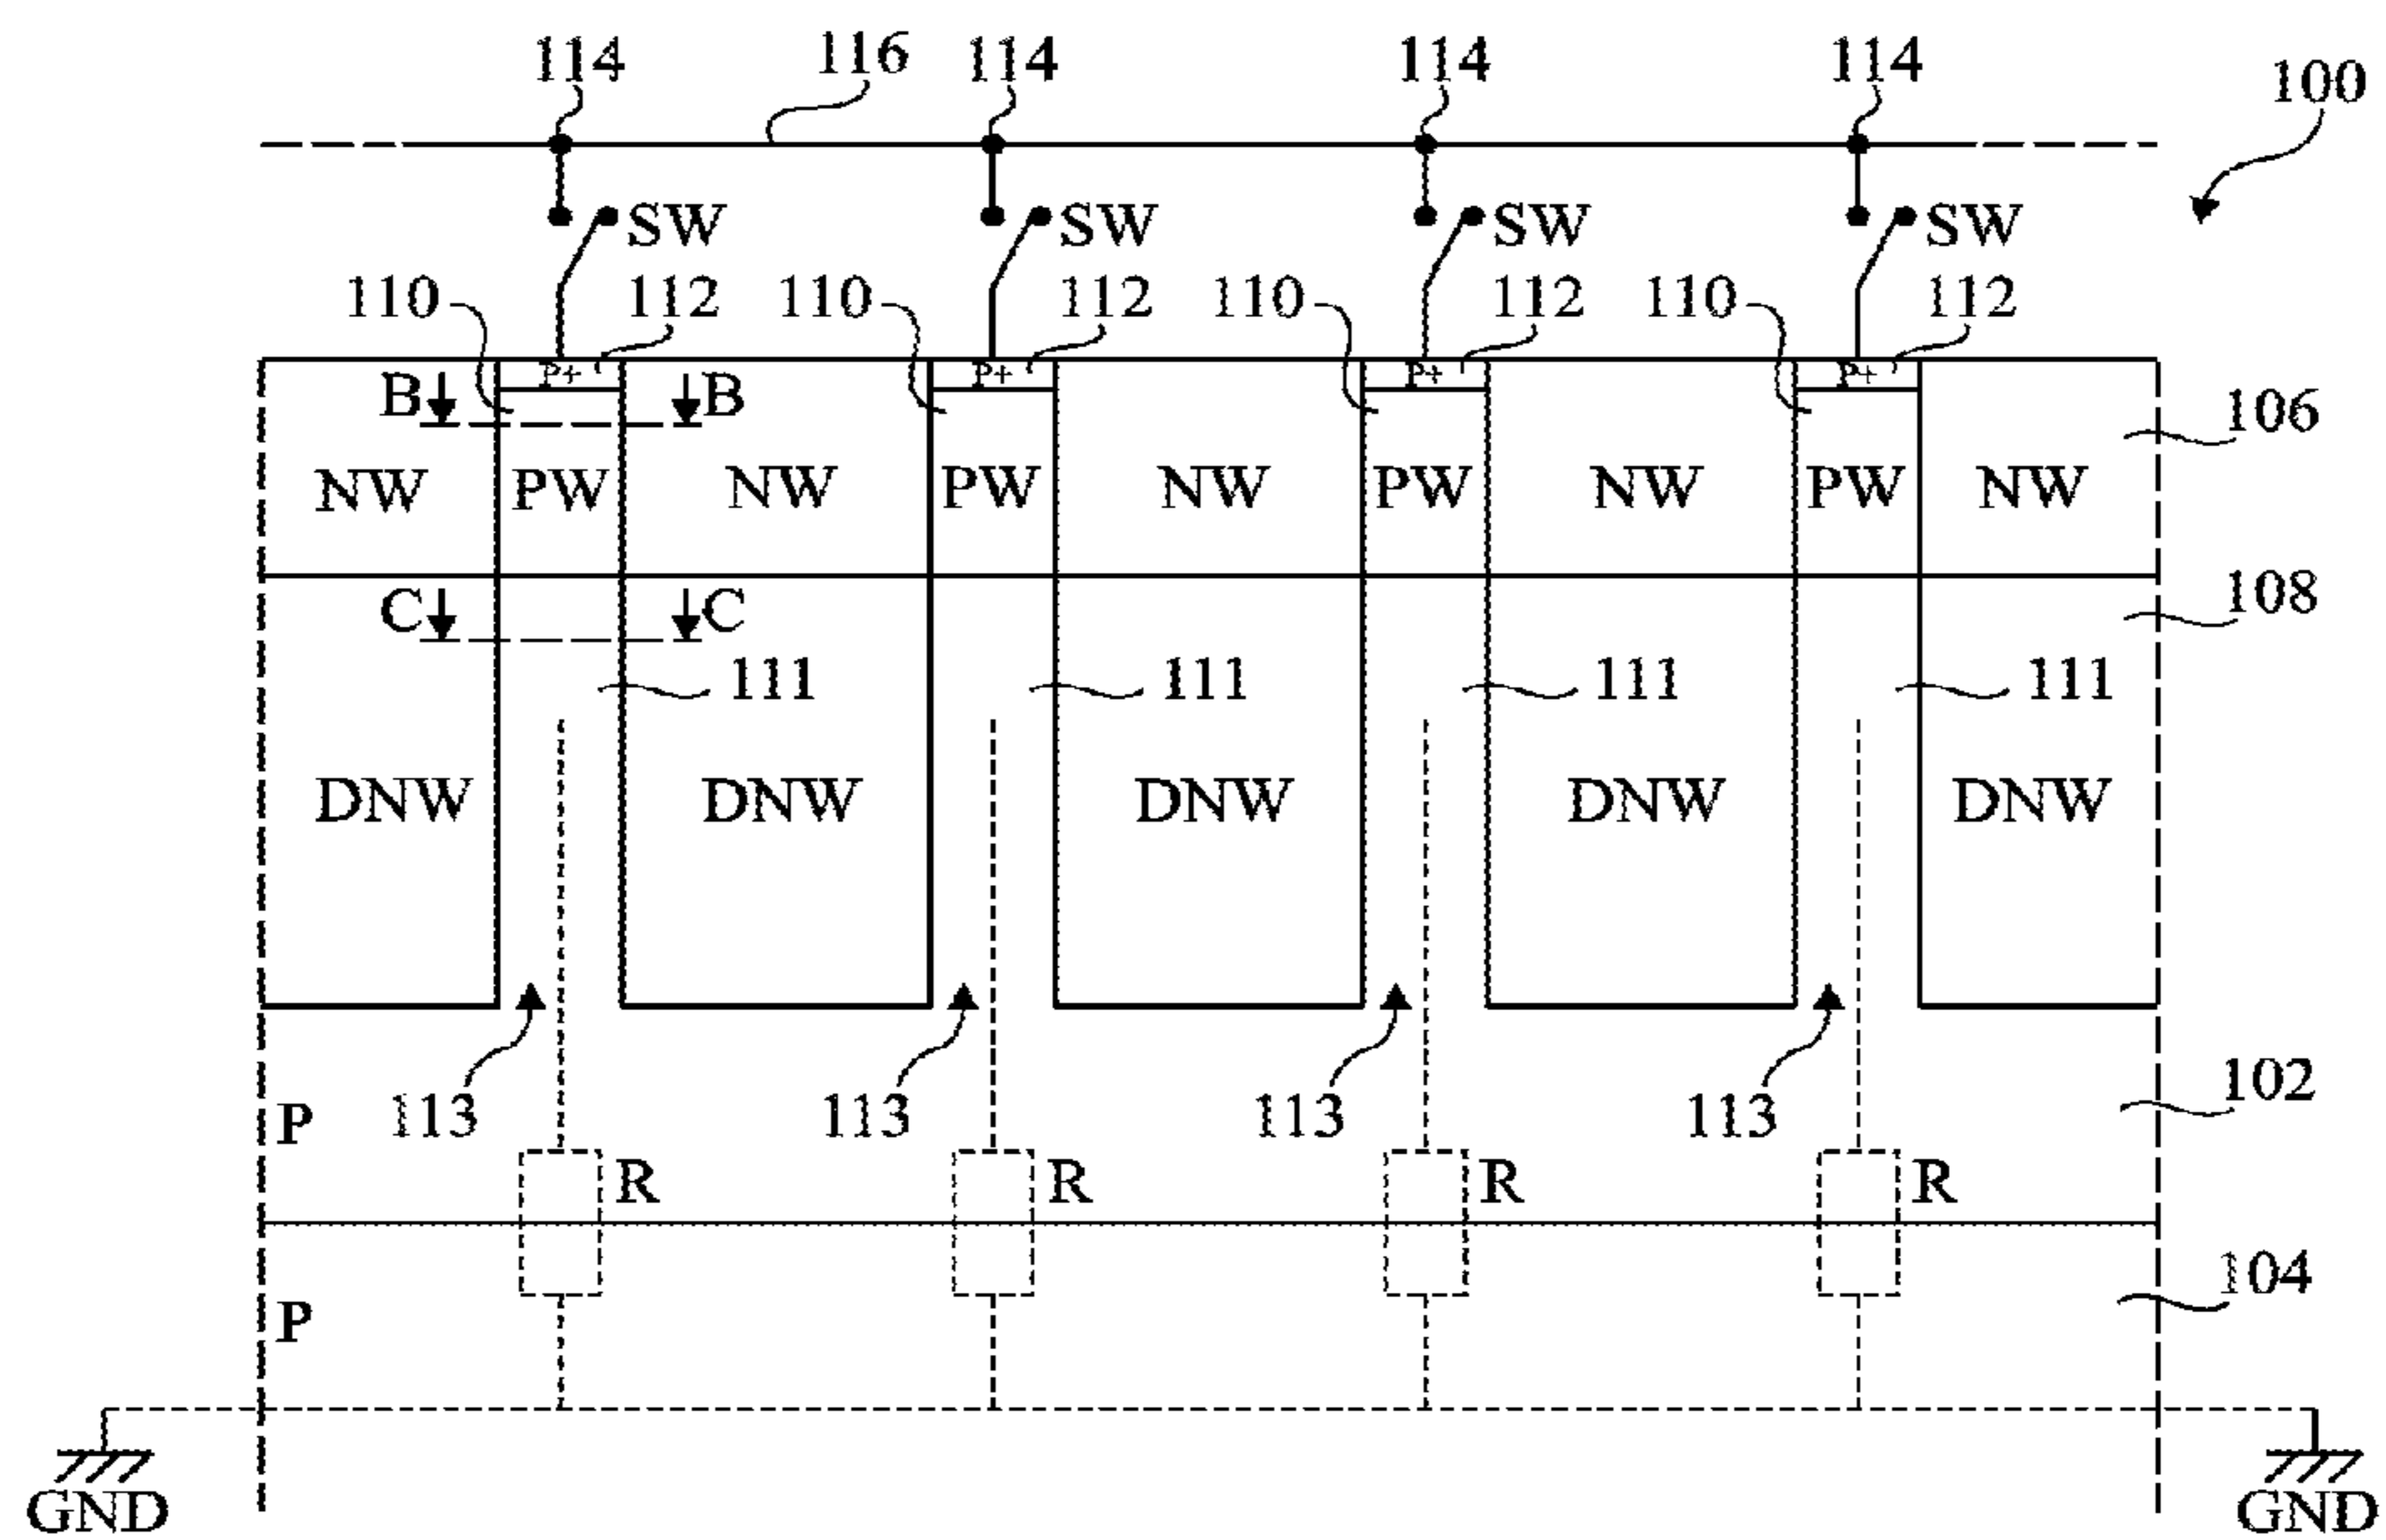 114 116 114 114 114 100
SW SW SW SW
110 112 110 112 110 112 110 112
P+ P+ P+ P+
B B 106
NW PW NW PW NW PW NW PW NW
C C 108
111 111 111 111
DNW DNW DNW DNW DNW
102
P 113 113 113 113
R R R R
104
P
GND GND